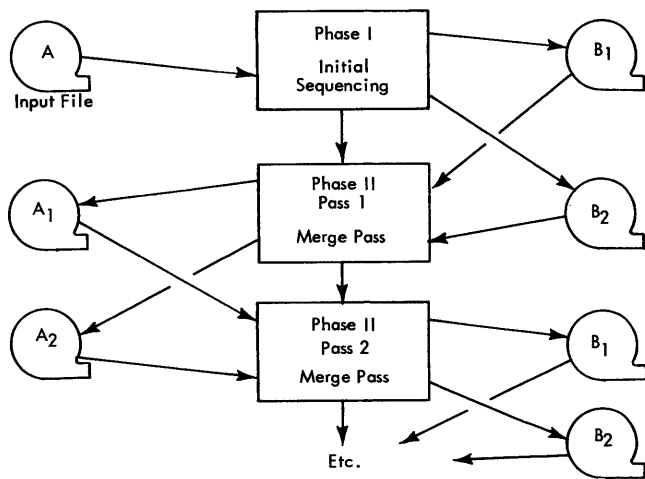 A
Input File
Phase I
Initial
Sequencing
B1
Phase II
Pass 1
Merge Pass
A1
B2
A2
Phase II
Pass 2
Merge Pass
B1
B2
Etc.